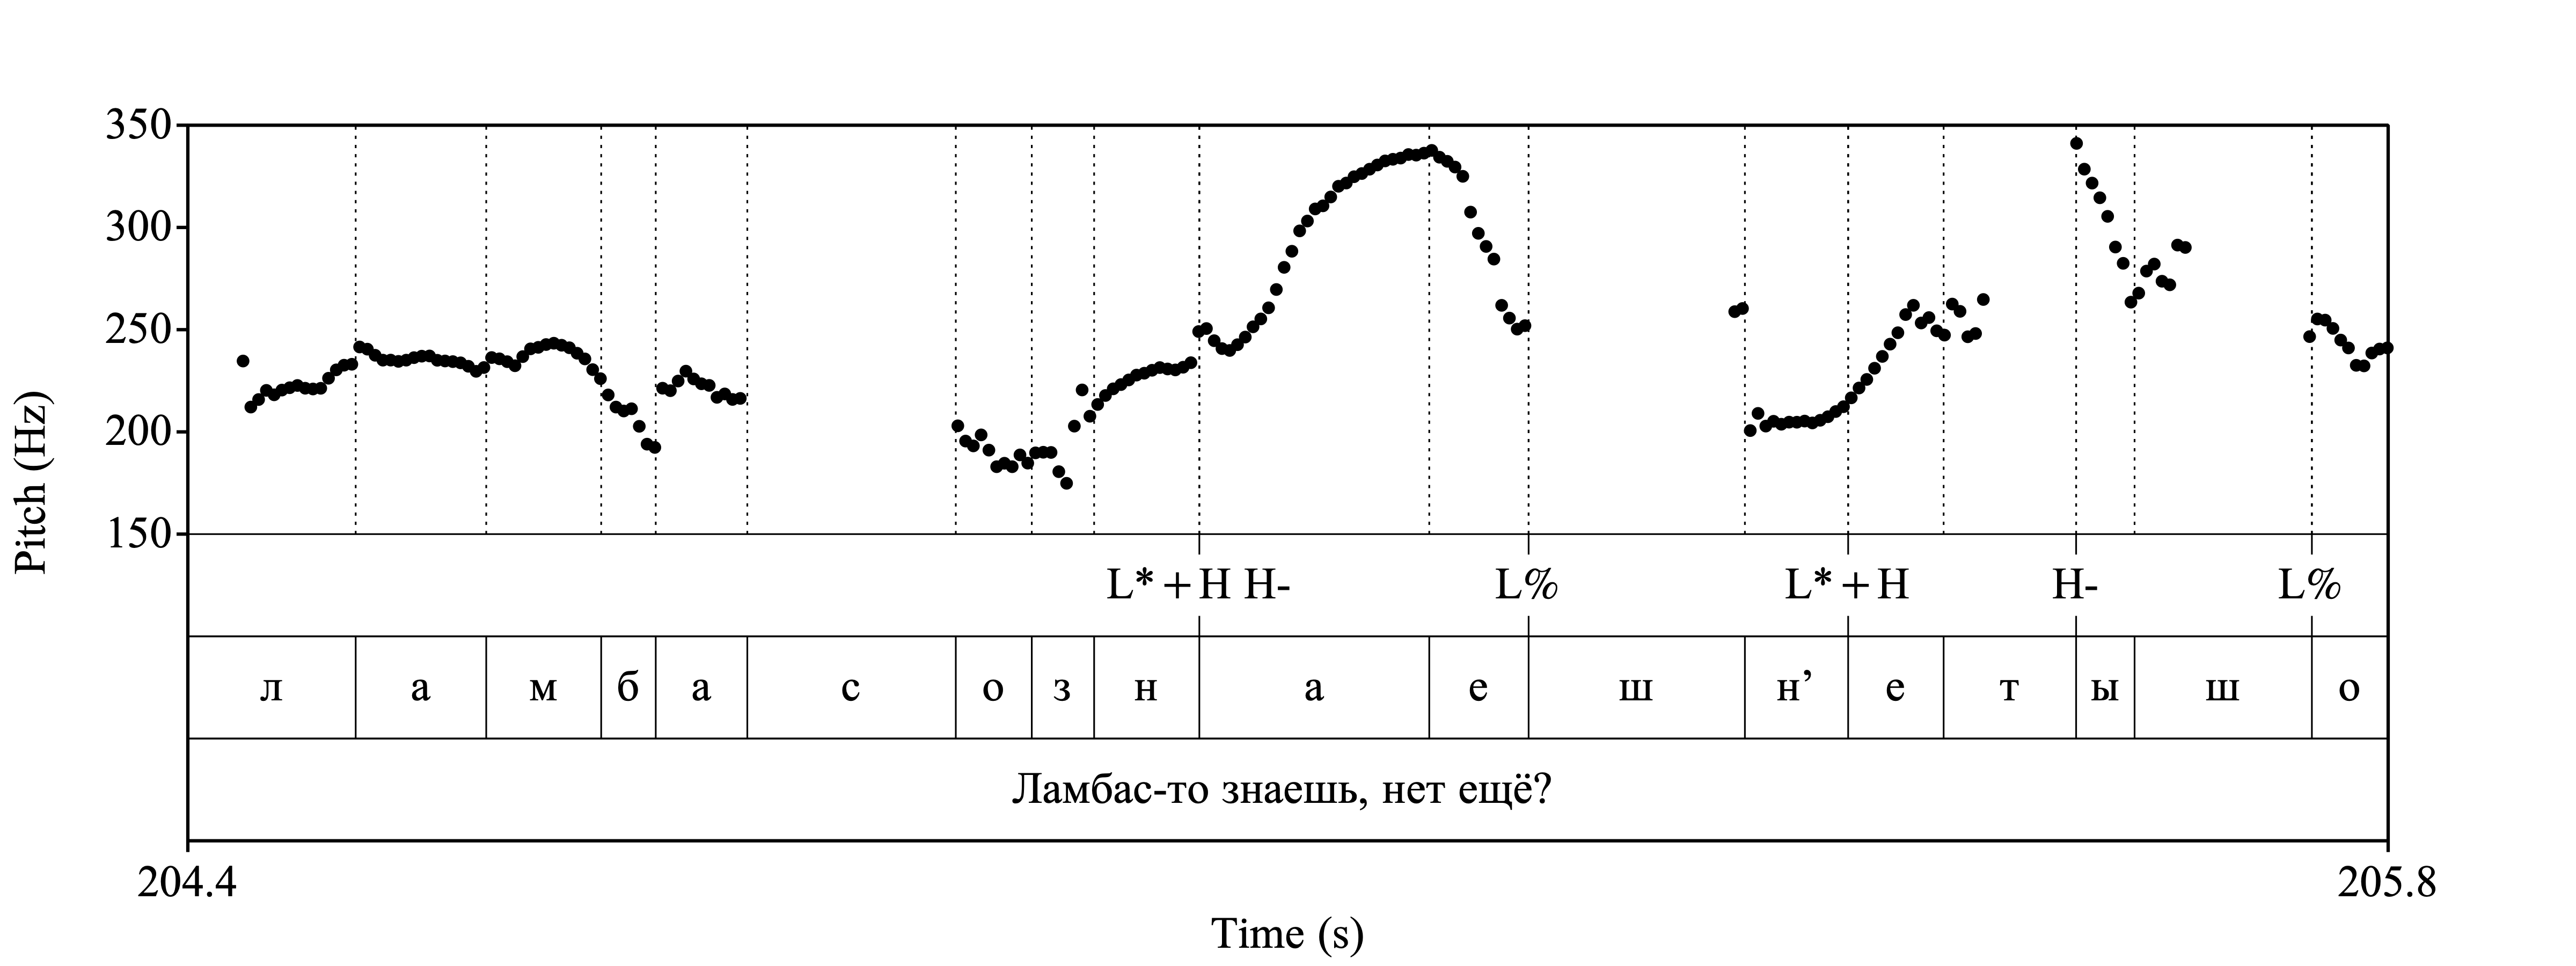 350
300
250
200
150
Pitch (Hz)
L*+H H- L% L*+H H- L%
л а м б а с о з н а е ш н’ е т ы ш о
Ламбас-то знаешь, нет ещё?
204.4 205.8
Time (s)